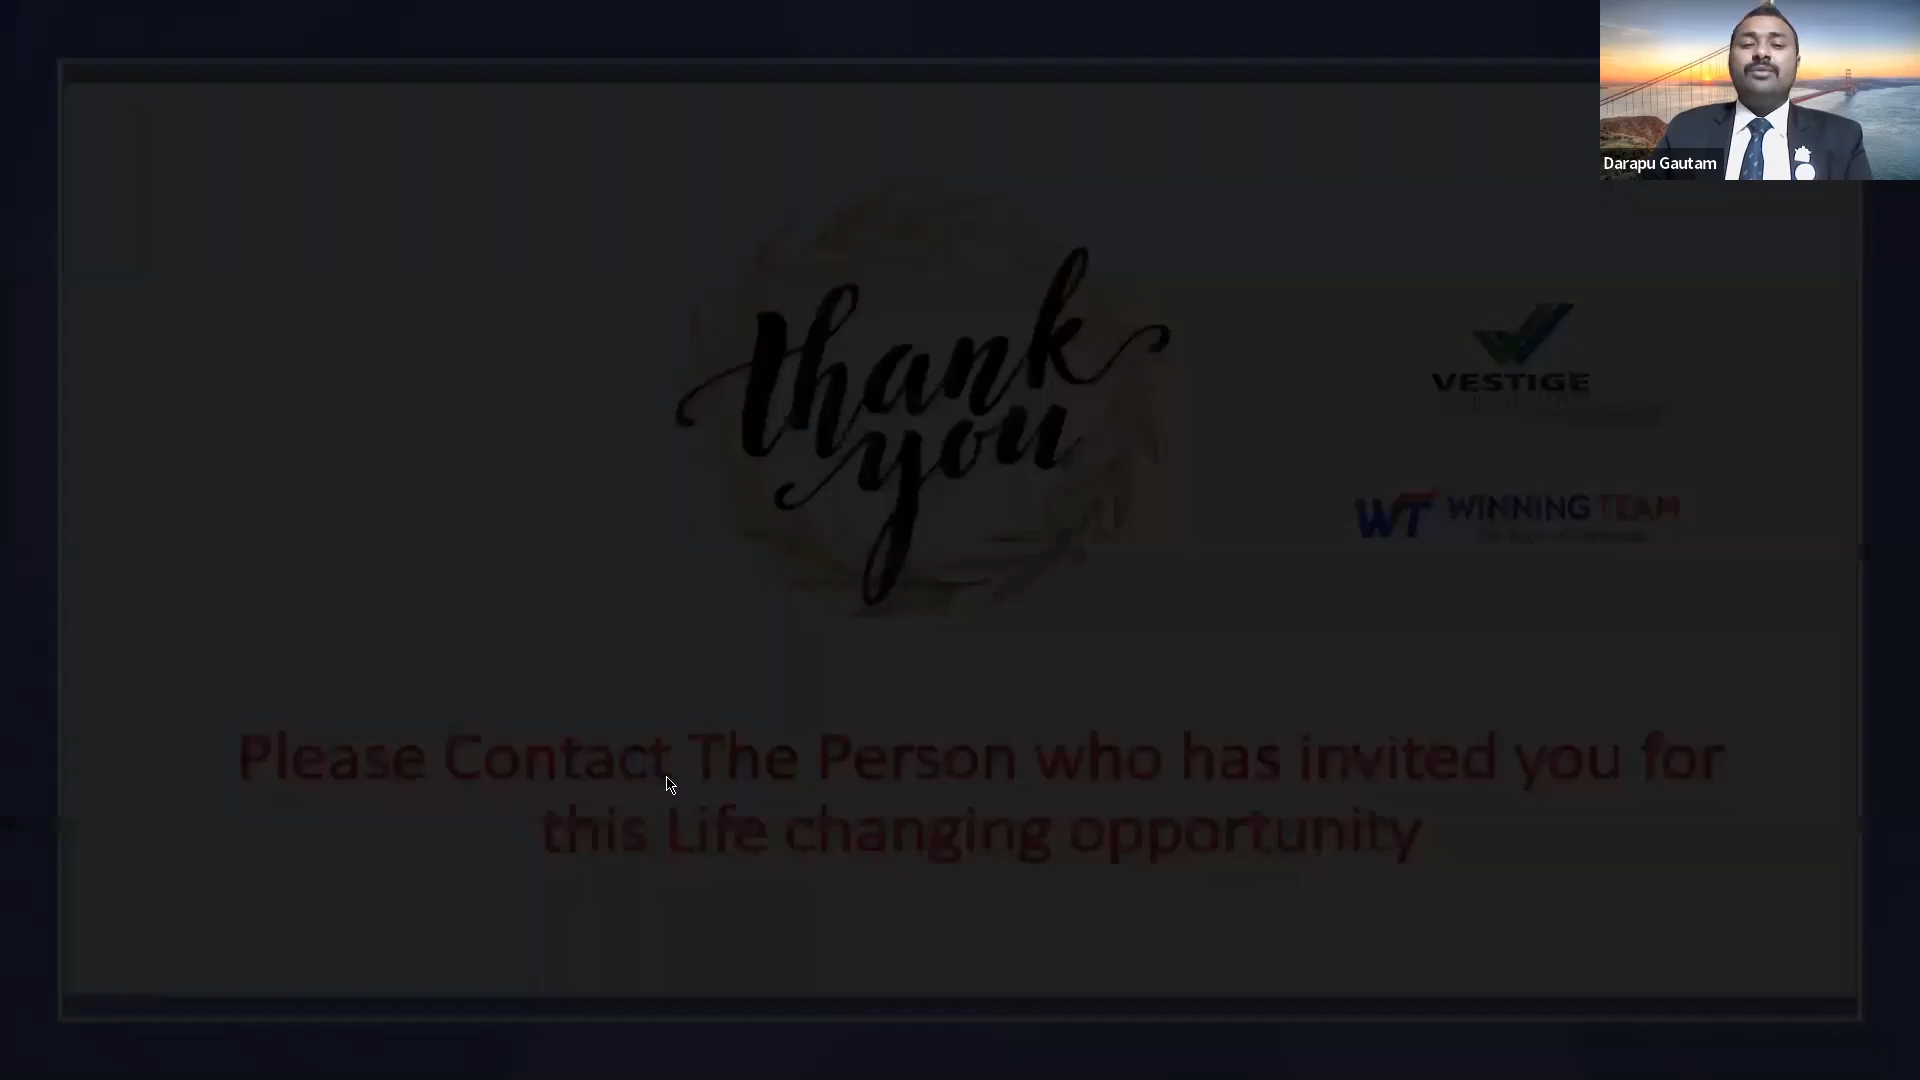 Darapu Gautam
thank
you
VESTIGE
WT WINNING TEAM
Please Contact The Person who has invited you for
this Life changing opportunity